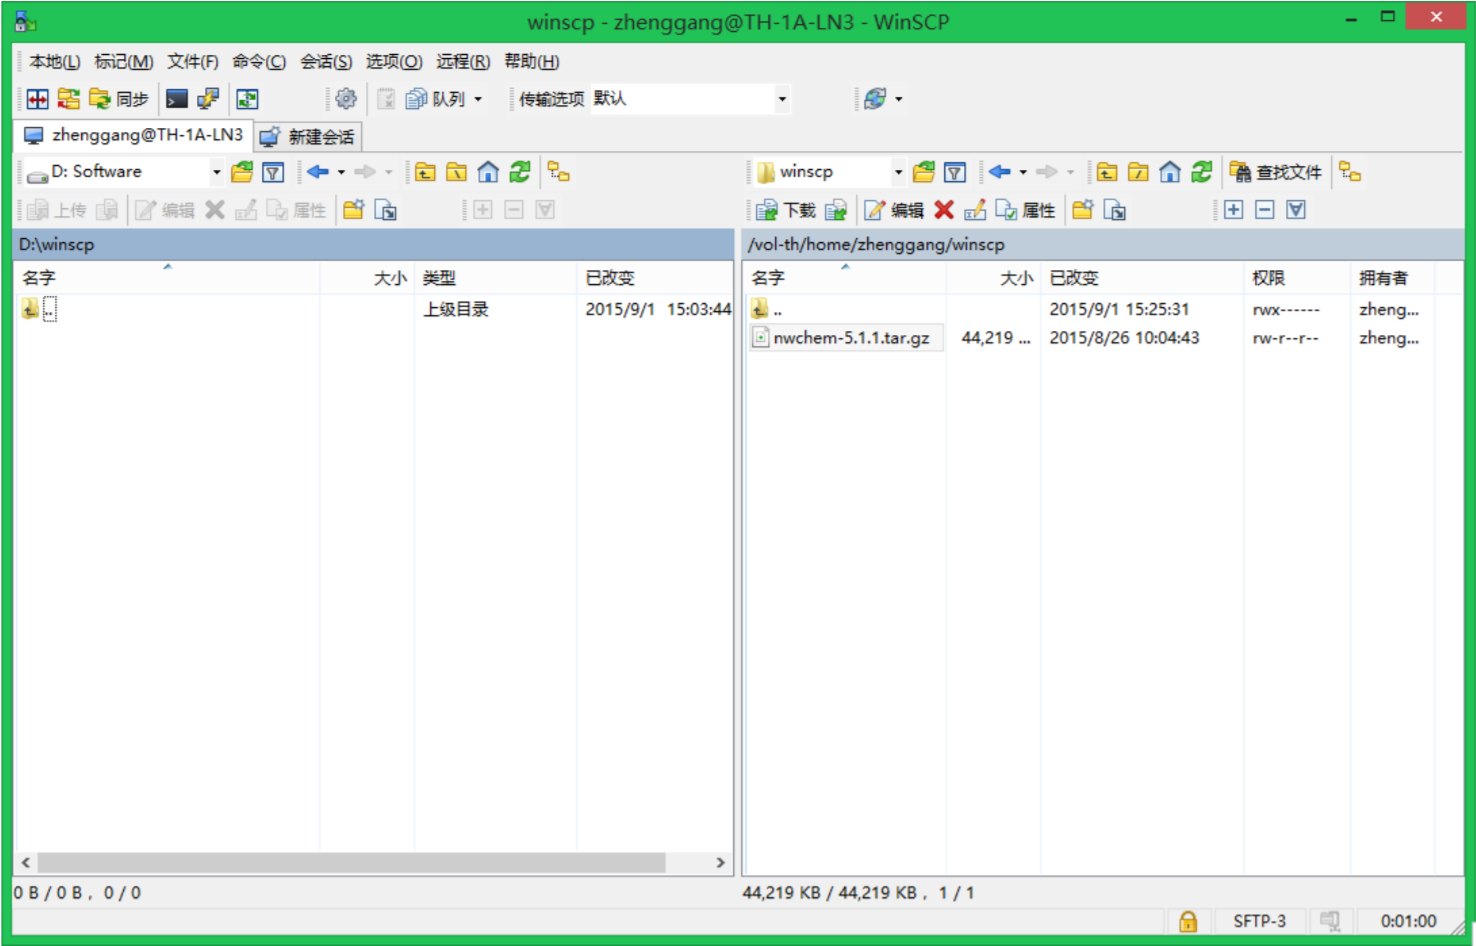 winscp - zhenggang@TH-1A-LN3 - WinSCP
本地(L) 标记(M) 文件(F) 命令(C) 会话(S) 选项(O) 远程(R) 帮助(H)
同步 队列 传输选项 默认
zhenggang@TH-1A-LN3 新建会话
D: Software winscp 查找文件
上传 编辑 属性 下载 编辑 属性
D:\winscp /vol-th/home/zhenggang/winscp
名字 大小 类型 已改变 名字 大小 已改变 权限 拥有者
.. 上级目录 2015/9/1 15:03:44 .. 2015/9/1 15:25:31 rwx------ zheng...
nwchem-5.1.1.tar.gz 44,219 ... 2015/8/26 10:04:43 rw-r--r-- zheng...
0 B / 0 B , 0 / 0 44,219 KB / 44,219 KB , 1 / 1
SFTP-3 0:01:00